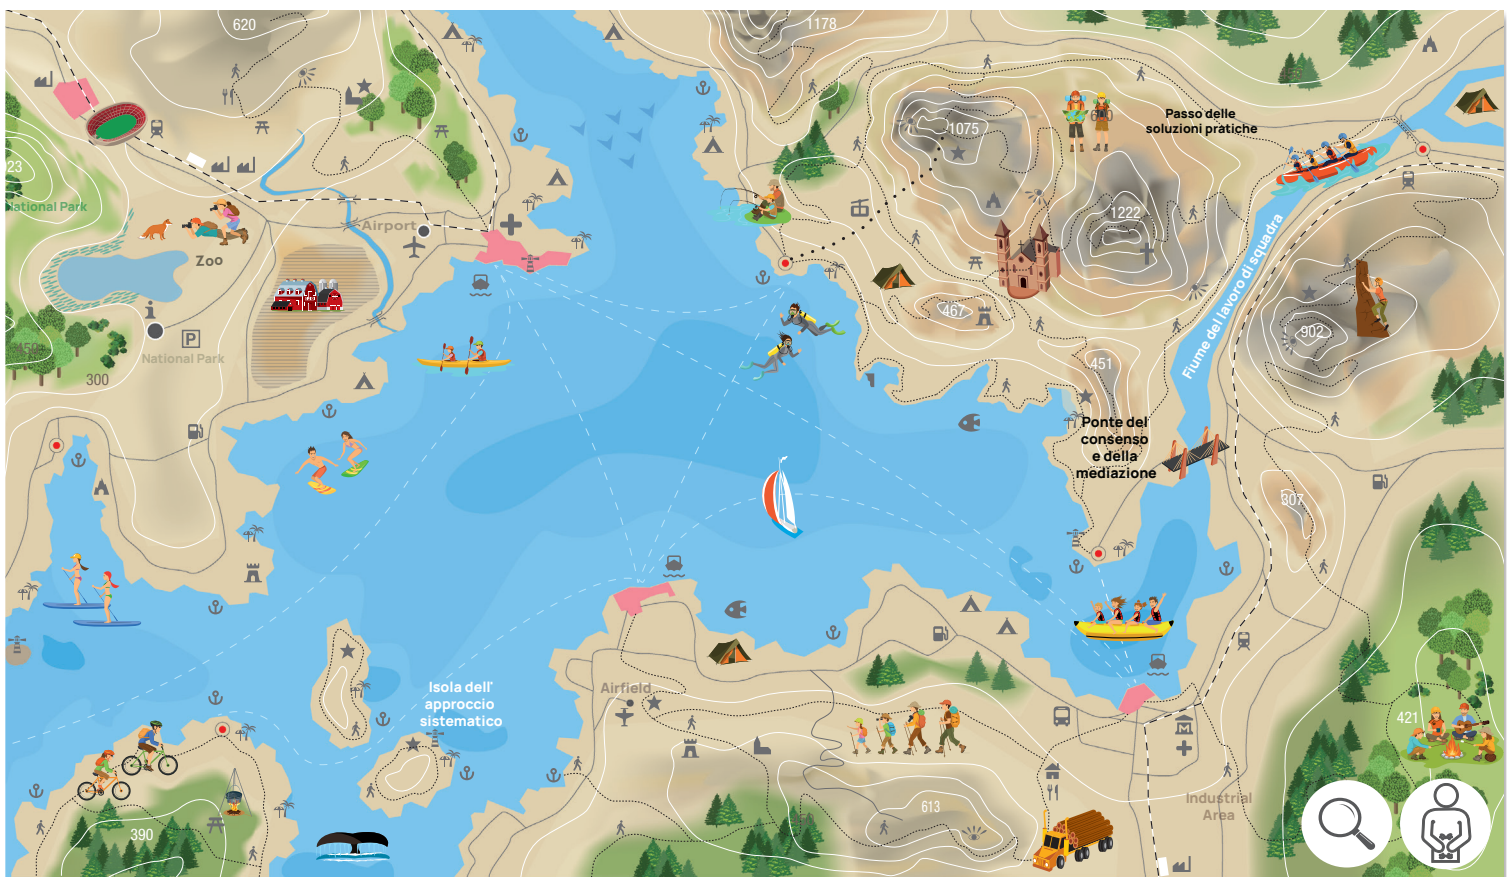 620
1178
1075
600
Passo delle
soluzioni pratiche
23
National Park
Zoo
Airport
1222
Fiume del lavoro di squadra
P
National Park
300
467
451
902
Ponte del
consenso
e della
mediazione
307
Isola dell'
approccio
sistematico
Airfield
421
613
Industrial
Area
390